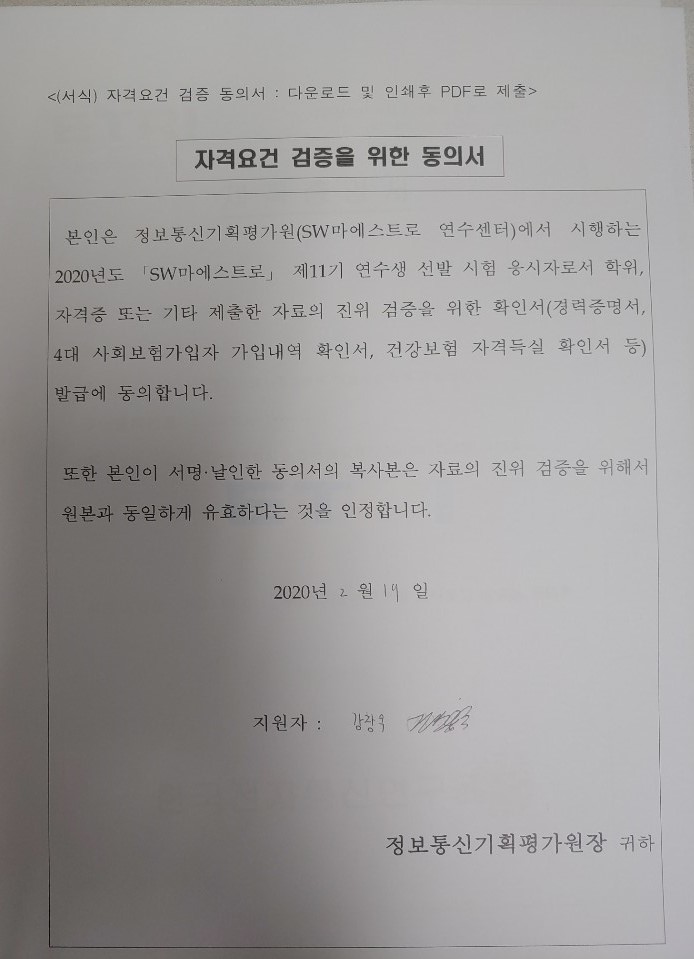 <(서식) 자격요건 검증 동의서 : 다운로드 및 인쇄후 PDF로 제출>
자격요건 검증을 위한 동의서
본인은 정보통신기획평가원(SW마에스트로 연수센터)에서 시행하는
2020년도 「SW마에스트로」 제11기 연수생 선발 시험 응시자로서 학위,
자격증 또는 기타 제출한 자료의 진위 검증을 위한 확인서(경력증명서,
4대 사회보험가입자 가입내역 확인서, 건강보험 자격득실 확인서 등)
발급에 동의합니다.
또한 본인이 서명·날인한 동의서의 복사본은 자료의 진위 검증을 위해서
원본과 동일하게 유효하다는 것을 인정합니다.
2020년 2 월 19 일
지원자 : 강창욱
정보통신기획평가원장 귀하